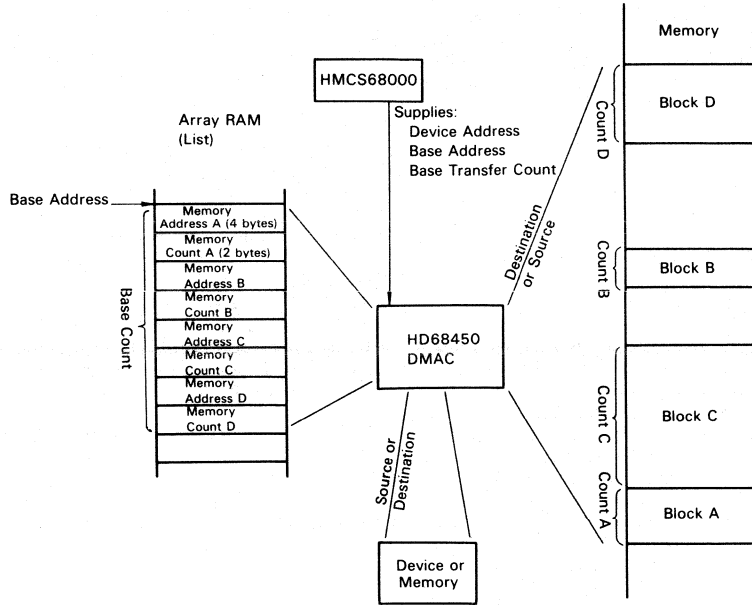 HMCS68000
Supplies:
Device Address
Base Address
Base Transfer Count
Array RAM
(List)
Base Address
Memory
Address A (4 bytes)
Memory
Count A (2 bytes)
Memory
Address B
Memory
Count B
Memory
Address C
Memory
Count C
Memory
Address D
Memory
Count D
Base Count
HD68450
DMAC
Source or
Destination
Device or
Memory
Destination
or Source
Memory
Count D
Block D
Count B
Block B
Count C
Block C
Count A
Block A